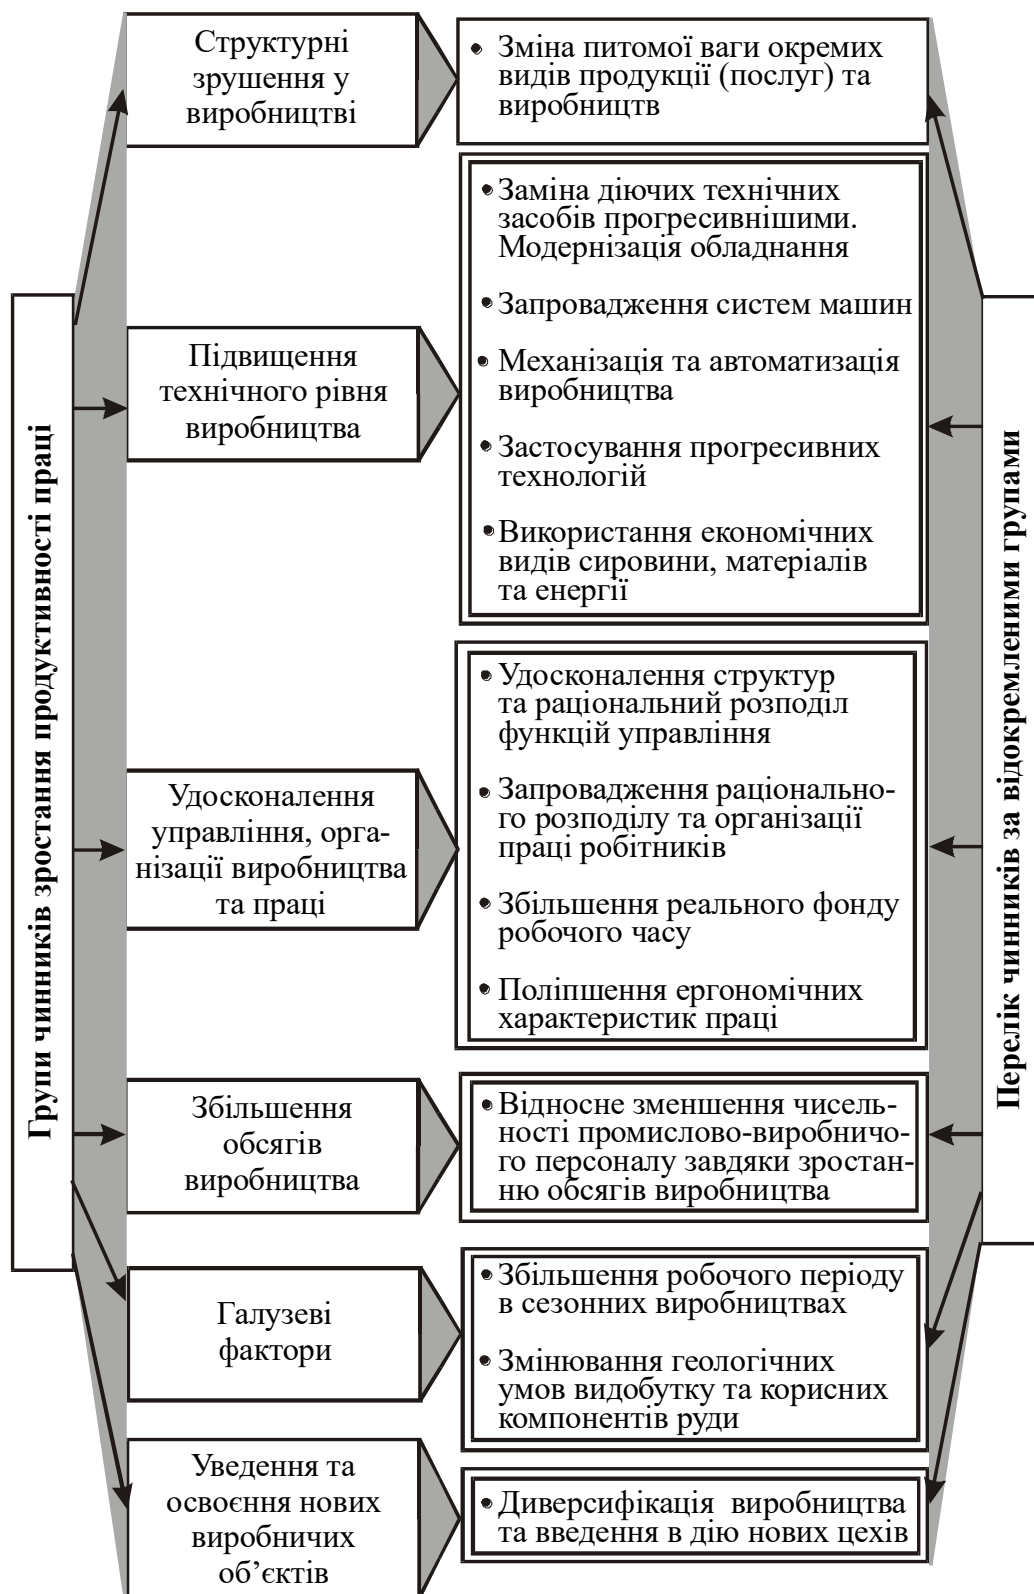 Групи чинників зростання продуктивності праці
Структурні
зрушення у
виробництві
• Зміна питомої ваги окремих
видів продукції (послуг) та
виробництв
Підвищення
технічного рівня
виробництва
• Заміна діючих технічних
засобів прогресивнішими.
Модернізація обладнання
• Запровадження систем машин
• Механізація та автоматизація
виробництва
• Застосування прогресивних
технологій
• Використання економічних
видів сировини, матеріалів
та енергії
Удосконалення
управління, орга-
нізації виробництва
та праці
• Удосконалення структур
та раціональний розподіл
функцій управління
• Запровадження раціонально-
го розподілу та організації
праці робітників
• Збільшення реального фонду
робочого часу
• Поліпшення ергономічних
характеристик праці
Збільшення
обсягів
виробництва
• Відносне зменшення чисель-
ності промислово-виробничо-
го персоналу завдяки зростан-
ню обсягів виробництва
Галузеві
фактори
• Збільшення робочого періоду
в сезонних виробництвах
• Змінювання геологічних
умов видобутку та корисних
компонентів руди
Уведення та
освоєння нових
виробничих
об’єктів
• Диверсифікація виробництва
та введення в дію нових цехів
Перелік чинників за відокремленими групами